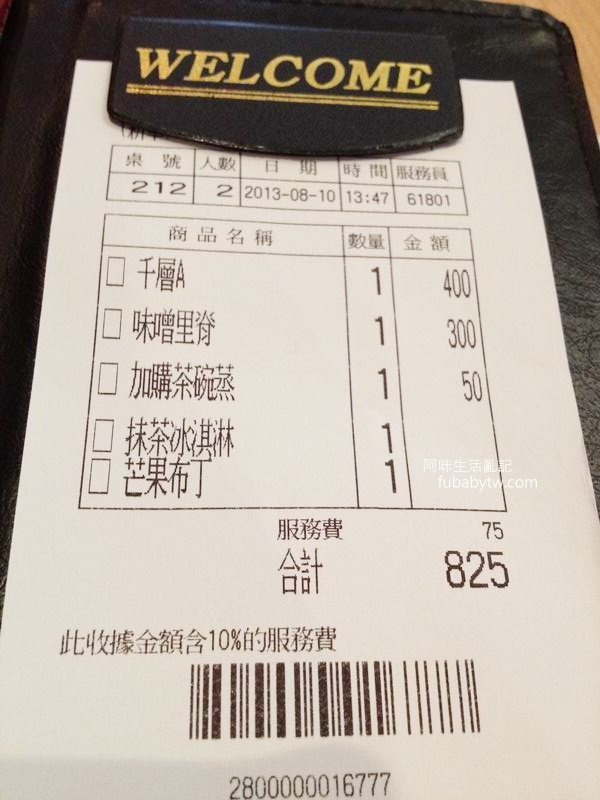 WELCOME
桌號 人數 日期 時間 服務員
212 2 2013-08-10 13:47 61801
商品名稱 數量 金額
千層A 1 400
味噌里脊 1 300
加購茶碗蒸 1 50
抹茶冰淇淋 1
芒果布丁 1
阿咪生活亂記
fubabytw.com
服務費 75
合計 825
此收據金額含10%的服務費
2800000016777